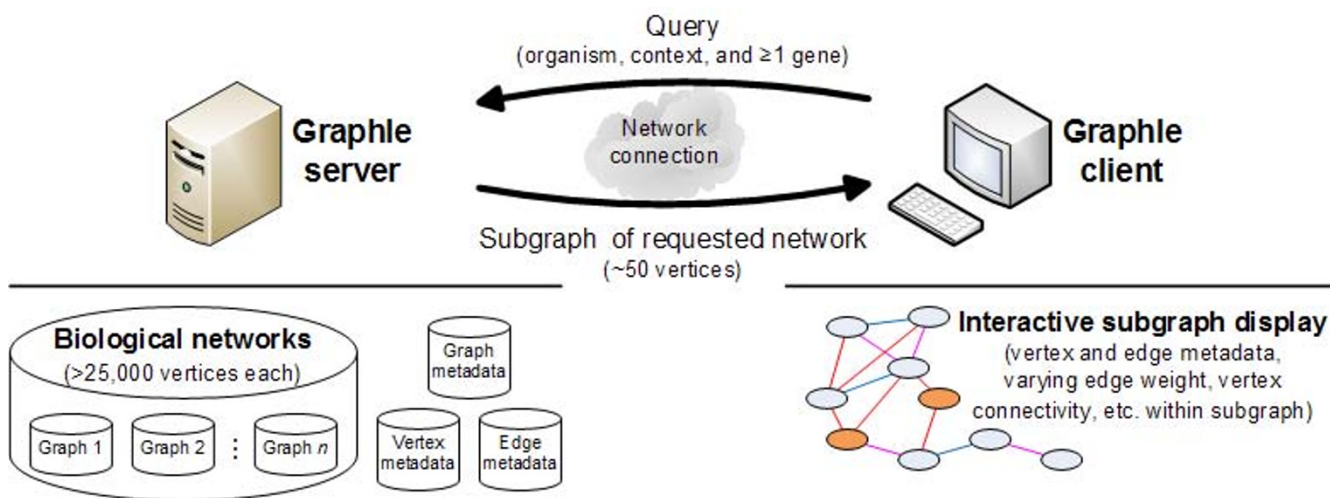 Query
(organism, context, and ≥1 gene)
Graphle
server
Network
connection
Graphle
client
Subgraph of requested network
(~50 vertices)
Biological networks
(>25,000 vertices each)
Graph 1
Graph 2
⋮
Graph n
Graph
metadata
Vertex
metadata
Edge
metadata
Interactive subgraph display
(vertex and edge metadata,
varying edge weight, vertex
connectivity, etc. within subgraph)